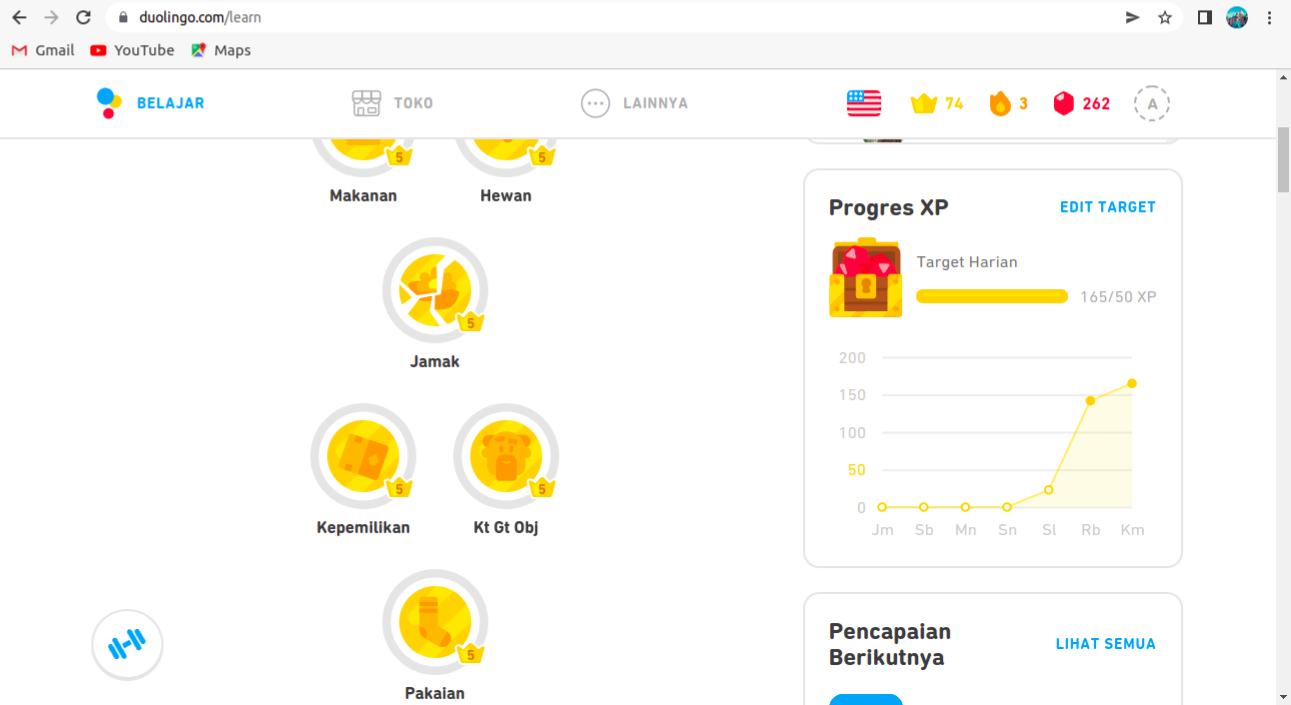 duolingo.com/learn
Gmail YouTube Maps
BELAJAR TOKO LAINNYA 74 3 262 A
5 5
Makanan Hewan
5
Jamak
5 5
Kepemilikan Kt Gt Obj
5
Pakaian
Progres XP EDIT TARGET
Target Harian
165/50 XP
200
150
100
50
0
Jm Sb Mn Sn Sl Rb Km
Pencapaian
Berikutnya
LIHAT SEMUA